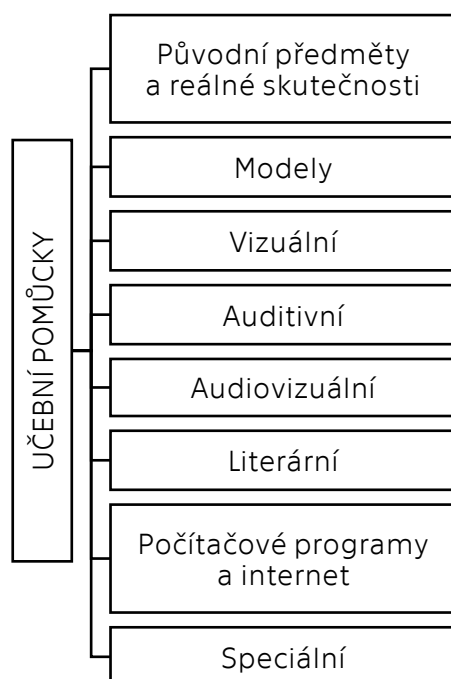 UČEBNÍ POMŮCKY
Původní předměty
a reálné skutečnosti
Modely
Vizuální
Auditivní
Audiovizuální
Literární
Počítačové programy
a internet
Speciální